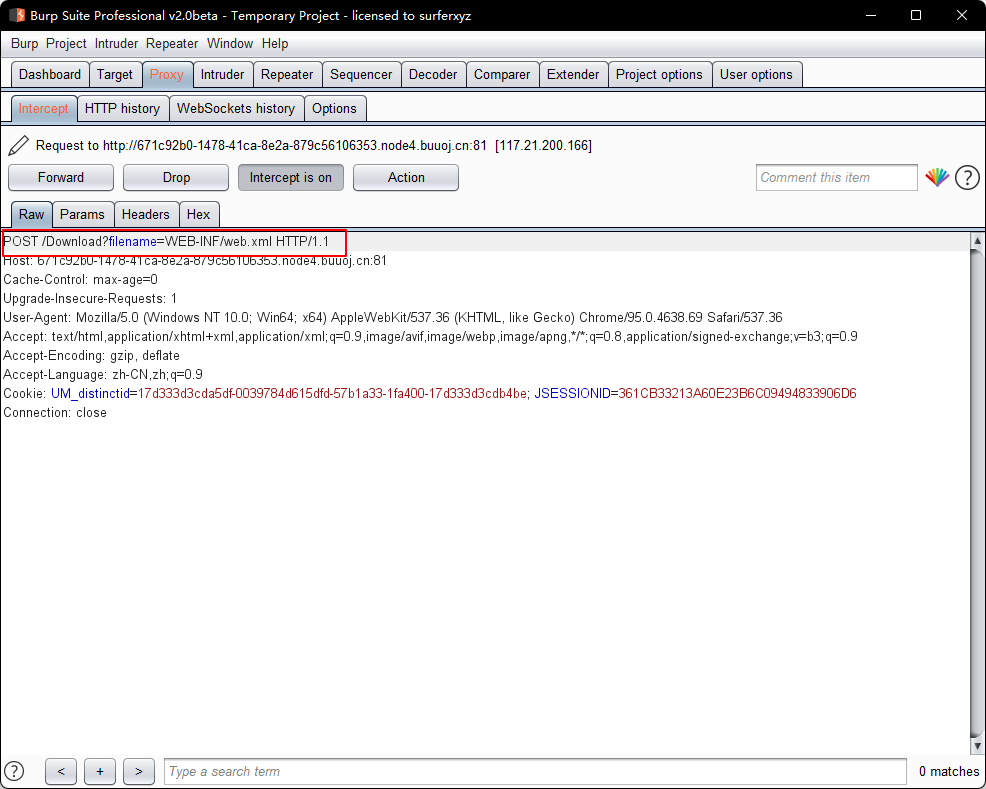 Burp Suite Professional v2.0beta - Temporary Project - licensed to surferxyz
Burp Project Intruder Repeater Window Help
Dashboard Target Proxy Intruder Repeater Sequencer Decoder Comparer Extender Project options User options
Intercept HTTP history WebSockets history Options
Request to http://671c92b0-1478-41ca-8e2a-879c56106353.node4.buuoj.cn:81 [117.21.200.166]
Forward Drop Intercept is on Action Comment this item ?
Raw Params Headers Hex
POST /Download?filename=WEB-INF/web.xml HTTP/1.1
Host: 671c92b0-1478-41ca-8e2a-879c56106353.node4.buuoj.cn:81
Cache-Control: max-age=0
Upgrade-Insecure-Requests: 1
User-Agent: Mozilla/5.0 (Windows NT 10.0; Win64; x64) AppleWebKit/537.36 (KHTML, like Gecko) Chrome/95.0.4638.69 Safari/537.36
Accept: text/html,application/xhtml+xml,application/xml;q=0.9,image/avif,image/webp,image/apng,*/*;q=0.8,application/signed-exchange;v=b3;q=0.9
Accept-Encoding: gzip, deflate
Accept-Language: zh-CN,zh;q=0.9
Cookie: UM_distinctid=17d333d3cda5df-0039784d615dfd-57b1a33-1fa400-17d333d3cdb4be; JSESSIONID=361CB33213A60E23B6C09494833906D6
Connection: close
? < + > Type a search term 0 matches